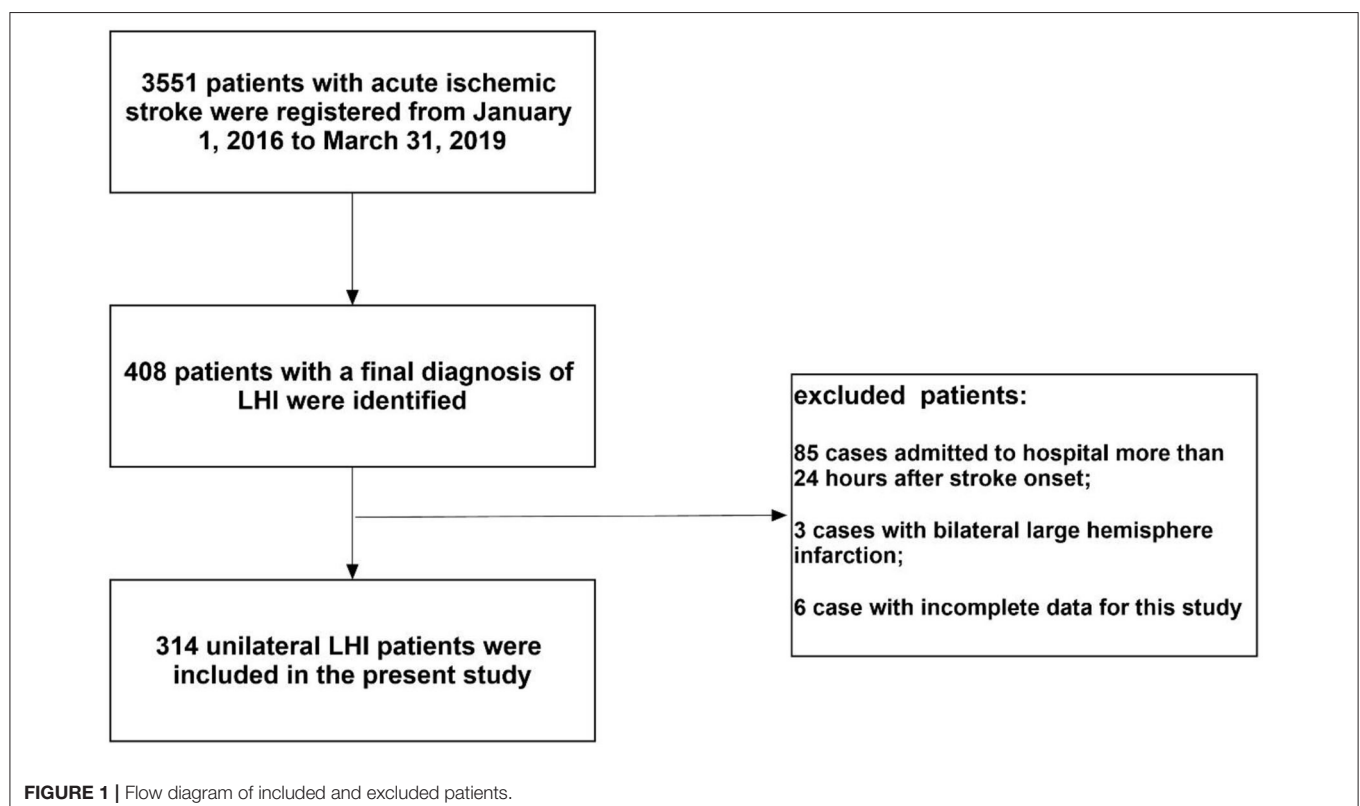 3551 patients with acute ischemic
stroke were registered from January
1, 2016 to March 31, 2019
408 patients with a final diagnosis of
LHI were identified
excluded patients:
85 cases admitted to hospital more than
24 hours after stroke onset;
3 cases with bilateral large hemisphere
infarction;
6 case with incomplete data for this study
314 unilateral LHI patients were
included in the present study
FIGURE 1 | Flow diagram of included and excluded patients.